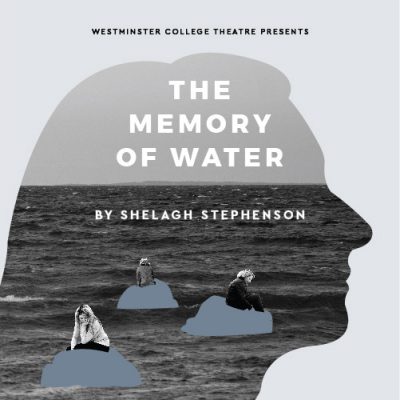 WESTMINSTER COLLEGE THEATRE PRESENTS
THE
MEMORY
OF WATER
BY SHELAGH STEPHENSON